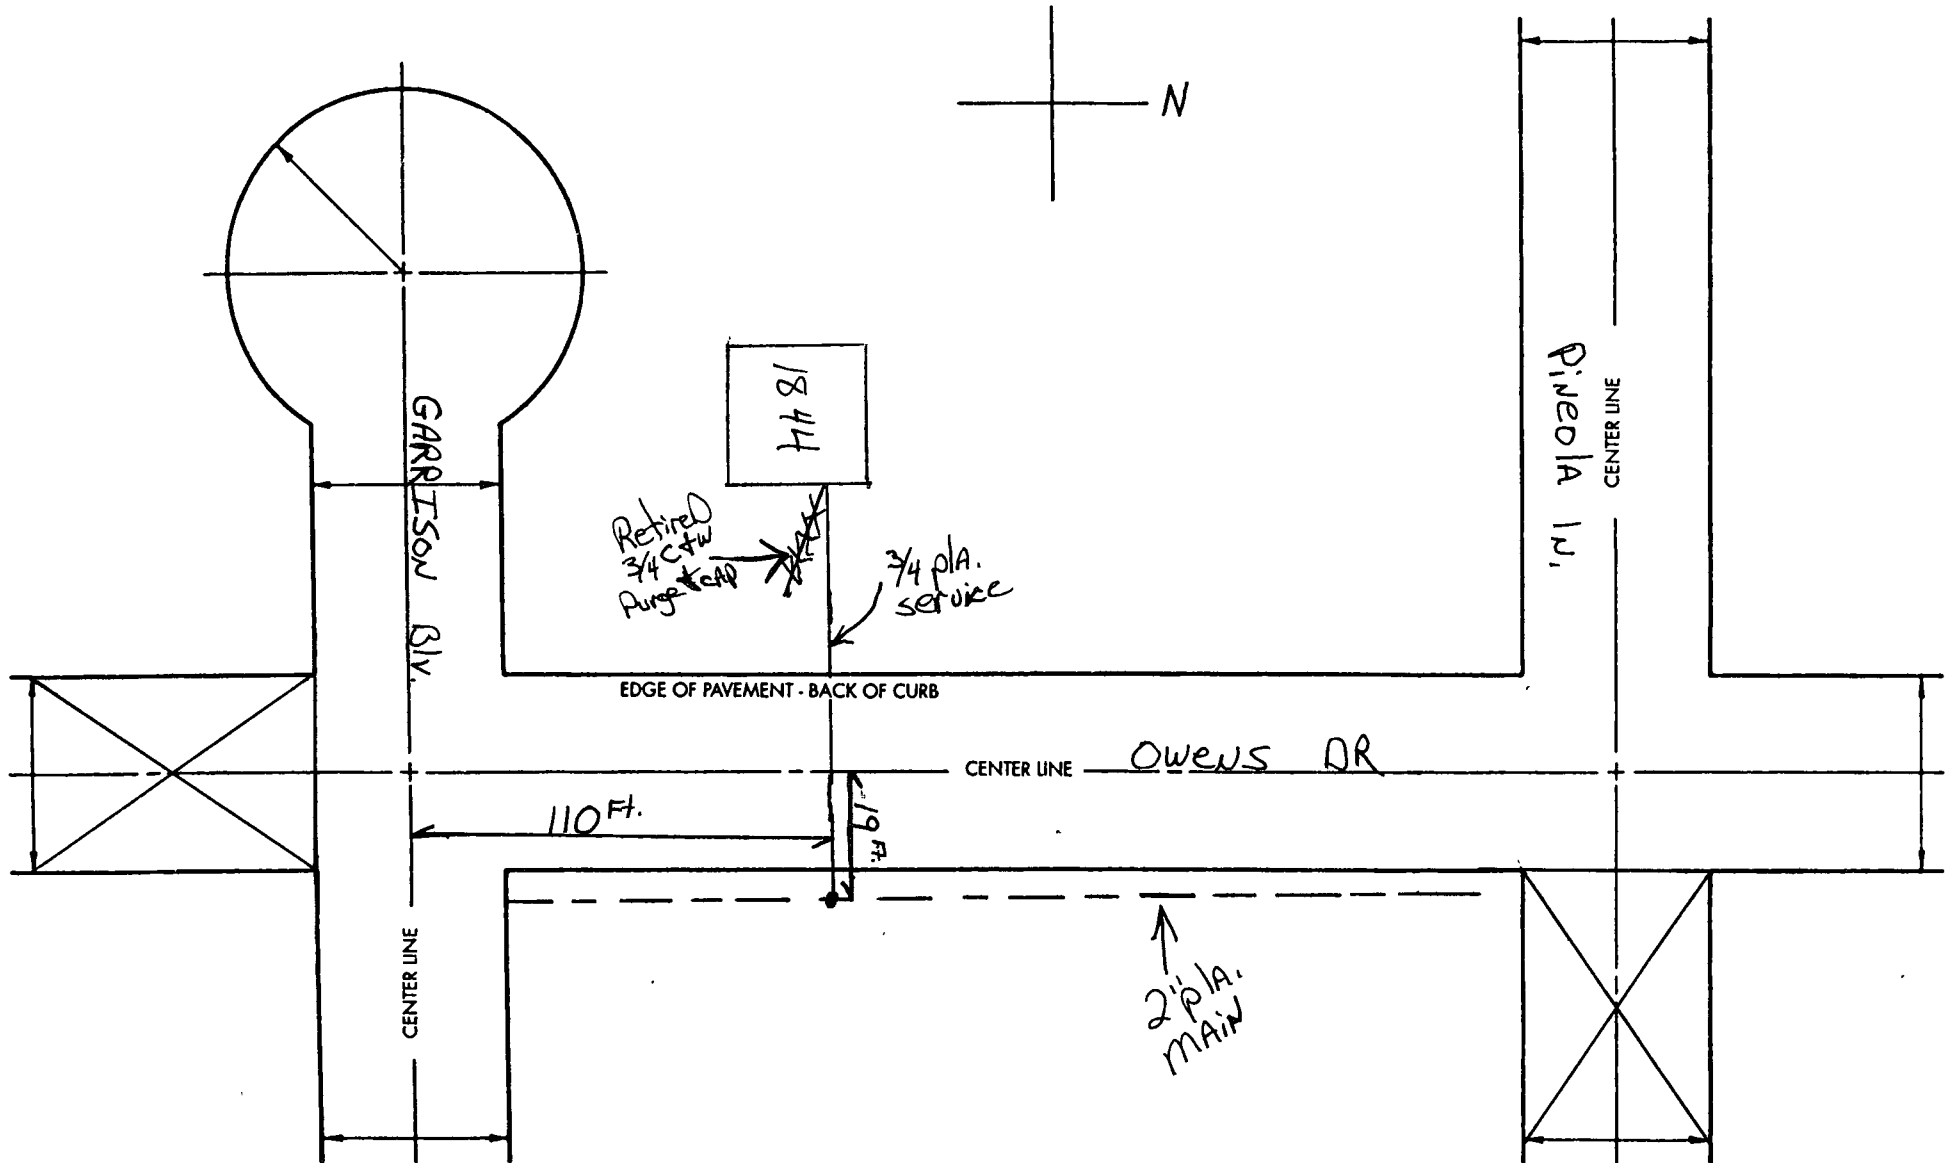 N
GARRISON Blv.
1844
Retired
3/4 C+W
Purge & CAP
3/4 plA.
service
PiNeolA lN.
CENTER LINE
EDGE OF PAVEMENT - BACK OF CURB
CENTER LINE
OweNS DR
110 Ft.
19 Ft.
CENTER LINE
2" plA.
MAiN